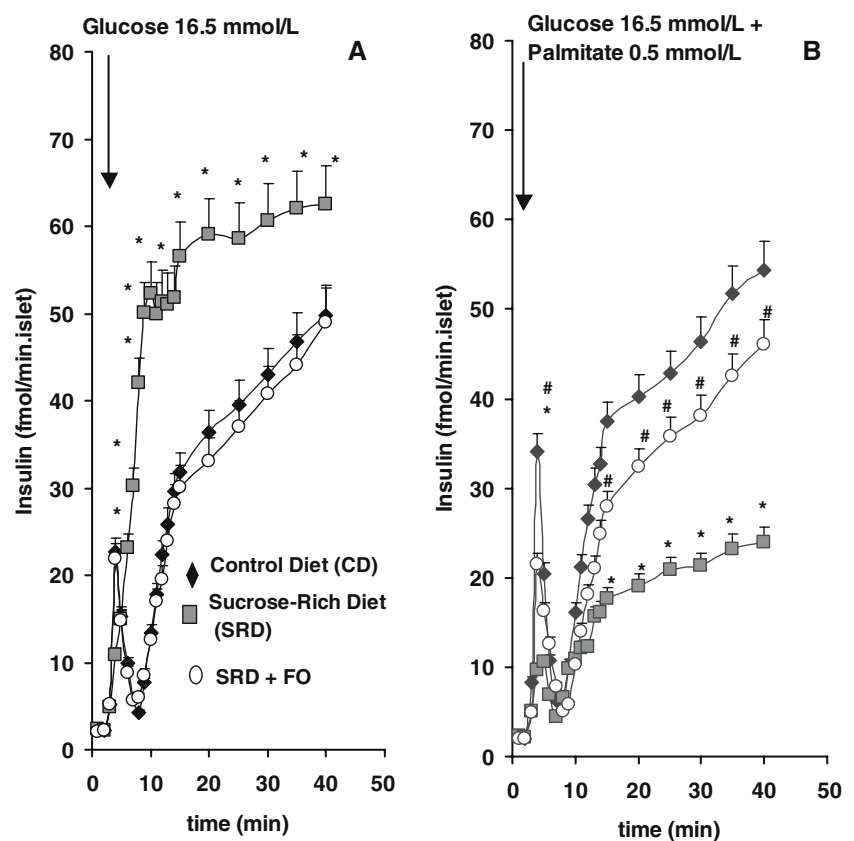 Glucose 16.5 mmol/L
A
80
70
60
50
40
30
20
10
0
Insulin (fmol/min.islet)
* * * * * * * * * * * *
Control Diet (CD)
Sucrose-Rich Diet
(SRD)
SRD + FO
0 10 20 30 40 50
time (min)
Glucose 16.5 mmol/L +
Palmitate 0.5 mmol/L
B
80
70
60
50
40
30
20
10
0
Insulin (fmol/min.islet)
#
*
# # # # # #
* * * * * *
0 10 20 30 40 50
time (min)